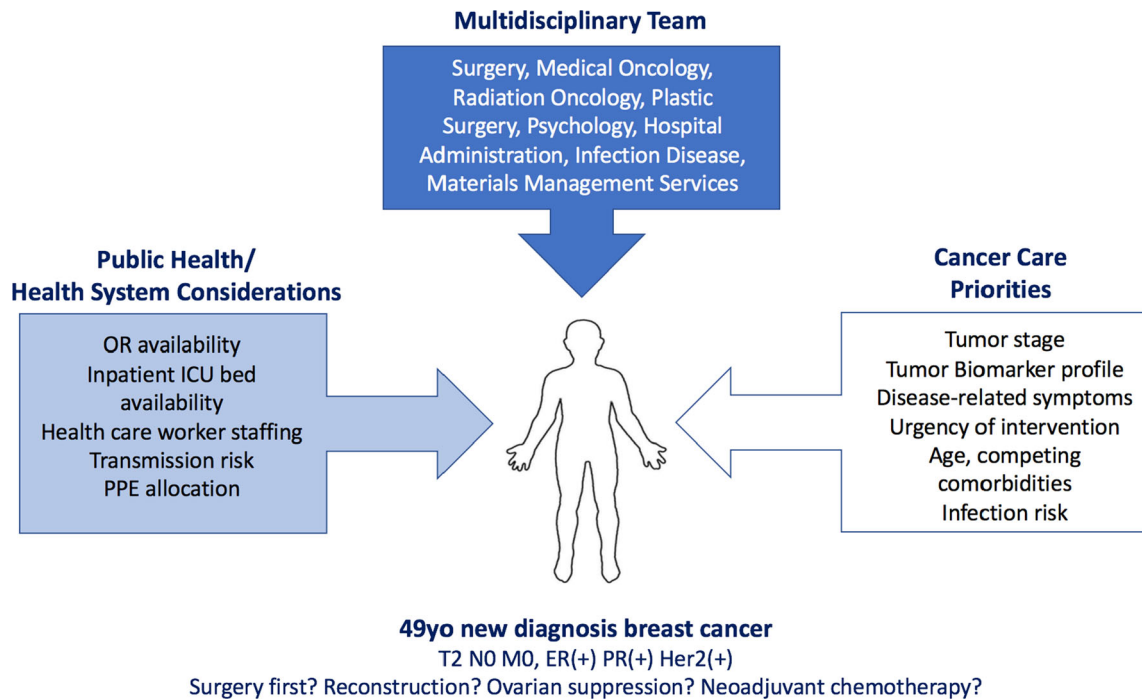 Multidisciplinary Team
Surgery, Medical Oncology,
Radiation Oncology, Plastic
Surgery, Psychology, Hospital
Administration, Infection Disease,
Materials Management Services
Public Health/
Health System Considerations
OR availability
Inpatient ICU bed
availability
Health care worker staffing
Transmission risk
PPE allocation
Cancer Care
Priorities
Tumor stage
Tumor Biomarker profile
Disease-related symptoms
Urgency of intervention
Age, competing
comorbidities
Infection risk
49yo new diagnosis breast cancer
T2 N0 M0, ER(+) PR(+) Her2(+)
Surgery first? Reconstruction? Ovarian suppression? Neoadjuvant chemotherapy?